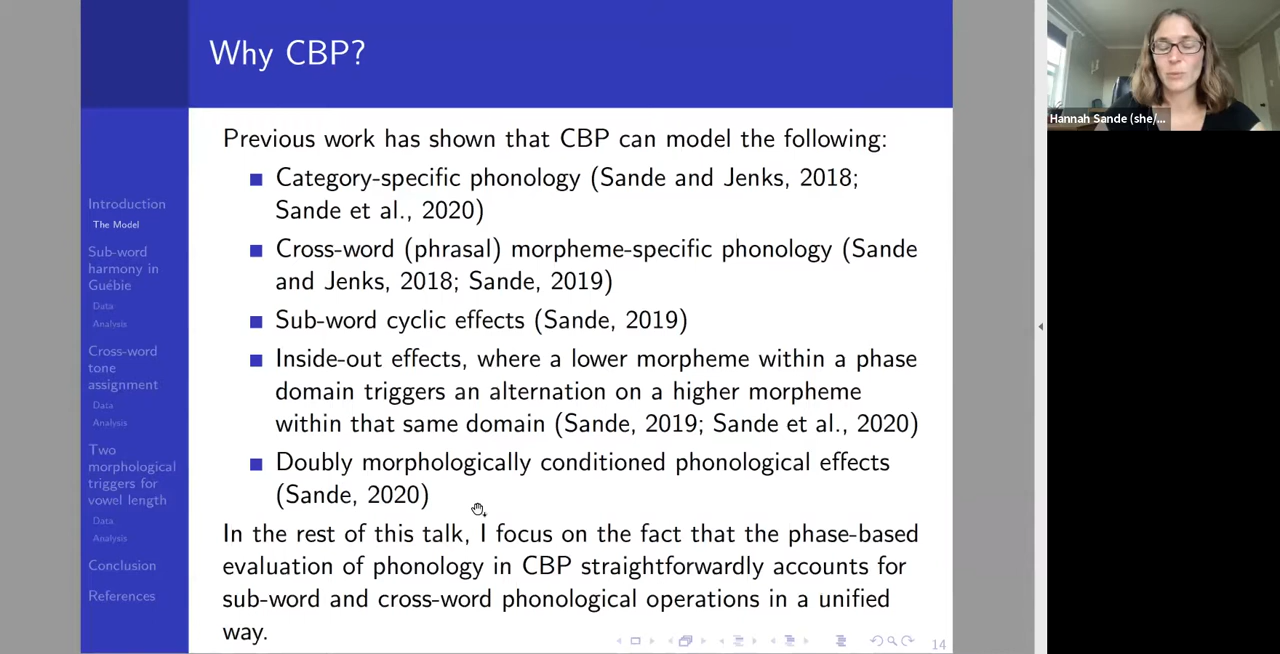 Why CBP?
Hannah Sande (she/...
Introduction
The Model
Sub-word
harmony in
Guébie
Data
Analysis
Cross-word
tone
assignment
Data
Analysis
Two
morphological
triggers for
vowel length
Data
Analysis
Conclusion
References
Previous work has shown that CBP can model the following:
Category-specific phonology (Sande and Jenks, 2018;
Sande et al., 2020)
Cross-word (phrasal) morpheme-specific phonology (Sande
and Jenks, 2018; Sande, 2019)
Sub-word cyclic effects (Sande, 2019)
Inside-out effects, where a lower morpheme within a phase
domain triggers an alternation on a higher morpheme
within that same domain (Sande, 2019; Sande et al., 2020)
Doubly morphologically conditioned phonological effects
(Sande, 2020)
In the rest of this talk, I focus on the fact that the phase-based
evaluation of phonology in CBP straightforwardly accounts for
sub-word and cross-word phonological operations in a unified
way.
14